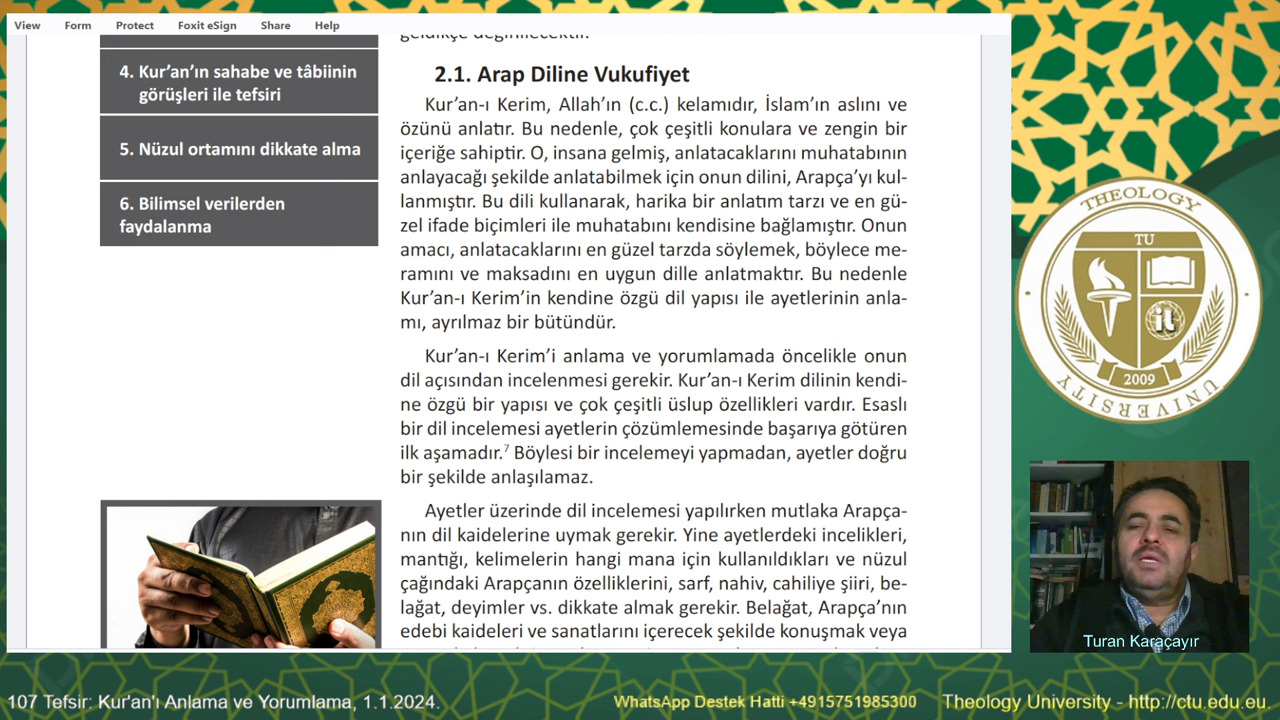 View Form Protect Foxit eSign Share Help
4. Kur’an’ın sahabe ve tâbiinin
görüşleri ile tefsiri
5. Nüzul ortamını dikkate alma
6. Bilimsel verilerden
faydalanma
geldikçe değinilecektir.
2.1. Arap Diline Vukufiyet
Kur’an-ı Kerim, Allah’ın (c.c.) kelamıdır, İslam’ın aslını ve
özünü anlatır. Bu nedenle, çok çeşitli konulara ve zengin bir
içeriğe sahiptir. O, insana gelmiş, anlatacaklarını muhatabının
anlayacağı şekilde anlatabilmek için onun dilini, Arapça’yı kul-
lanmıştır. Bu dili kullanarak, harika bir anlatım tarzı ve en gü-
zel ifade biçimleri ile muhatabını kendisine bağlamıştır. Onun
amacı, anlatacaklarını en güzel tarzda söylemek, böylece me-
ramını ve maksadını en uygun dille anlatmaktır. Bu nedenle
Kur’an-ı Kerim’in kendine özgü dil yapısı ile ayetlerinin anla-
mı, ayrılmaz bir bütündür.
Kur’an-ı Kerim’i anlama ve yorumlamada öncelikle onun
dil açısından incelenmesi gerekir. Kur’an-ı Kerim dilinin kendi-
ne özgü bir yapısı ve çok çeşitli üslup özellikleri vardır. Esaslı
bir dil incelemesi ayetlerin çözümlemesinde başarıya götüren
ilk aşamadır.⁷ Böylesi bir incelemeyi yapmadan, ayetler doğru
bir şekilde anlaşılamaz.
Ayetler üzerinde dil incelemesi yapılırken mutlaka Arapça-
nın dil kaidelerine uymak gerekir. Yine ayetlerdeki incelikleri,
mantığı, kelimelerin hangi mana için kullanıldıkları ve nüzul
çağındaki Arapçanın özelliklerini, sarf, nahiv, cahiliye şiiri, be-
lağat, deyimler vs. dikkate almak gerekir. Belağat, Arapça’nın
edebi kaideleri ve sanatlarını içerecek şekilde konuşmak veya
THEOLOGY
TU
2009
UNIVERSITY
Turan Karaçayır
107 Tefsir: Kur'an'ı Anlama ve Yorumlama, 1.1.2024.
WhatsApp Destek Hatti +4915751985300
Theology University - http://ctu.edu.eu.